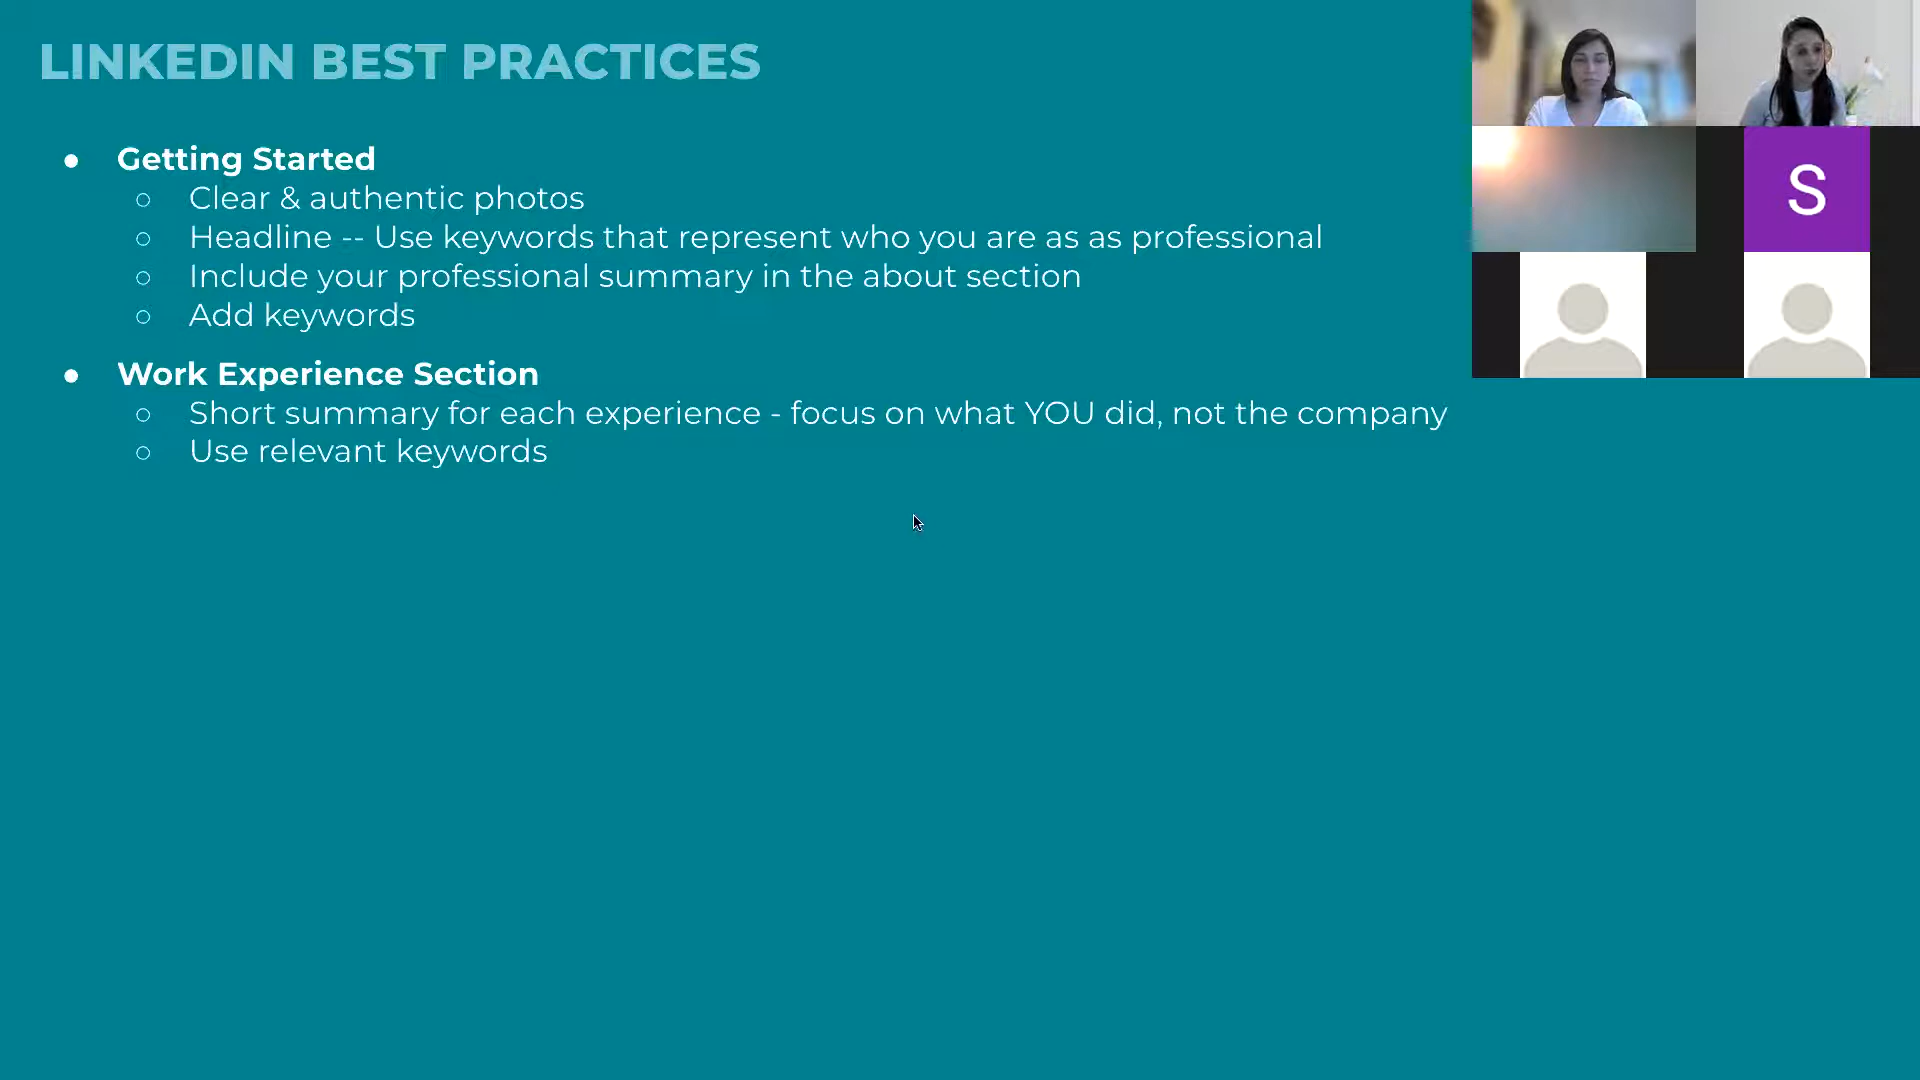 LINKEDIN BEST PRACTICES
● Getting Started
○ Clear & authentic photos
○ Headline -- Use keywords that represent who you are as as professional
○ Include your professional summary in the about section
○ Add keywords
● Work Experience Section
○ Short summary for each experience - focus on what YOU did, not the company
○ Use relevant keywords
S